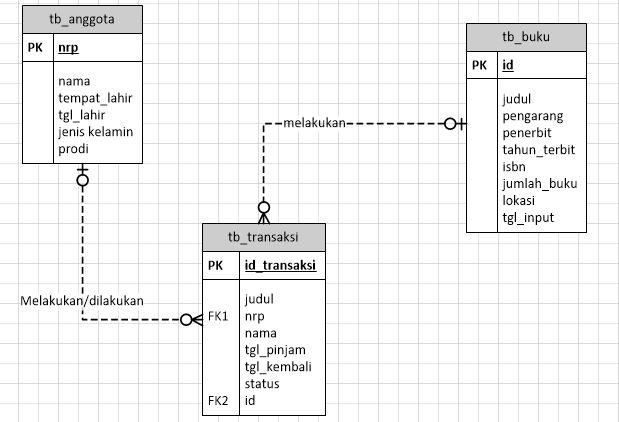 tb_anggota
PK nrp
nama
tempat_lahir
tgl_lahir
jenis kelamin
prodi
tb_buku
PK id
judul
pengarang
penerbit
tahun_terbit
isbn
jumlah_buku
lokasi
tgl_input
melakukan
Melakukan/dilakukan
tb_transaksi
PK id_transaksi
judul
FK1 nrp
nama
tgl_pinjam
tgl_kembali
status
FK2 id